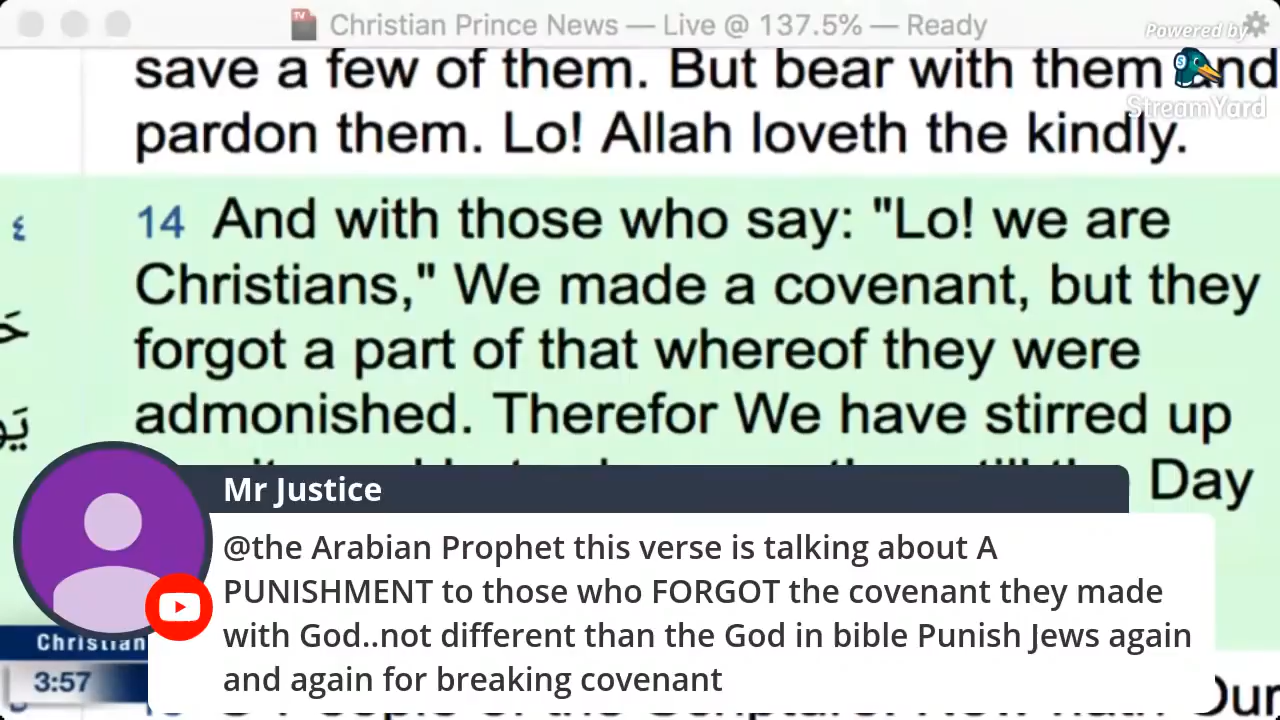 Christian Prince News — Live @ 137.5% — Ready
Powered by
StreamYard
save a few of them. But bear with them and
pardon them. Lo! Allah loveth the kindly.
14 And with those who say: "Lo! we are
Christians," We made a covenant, but they
forgot a part of that whereof they were
admonished. Therefor We have stirred up
Day
٤
Mr Justice
@the Arabian Prophet this verse is talking about A
PUNISHMENT to those who FORGOT the covenant they made
with God..not different than the God in bible Punish Jews again
and again for breaking covenant
Christian
3:57